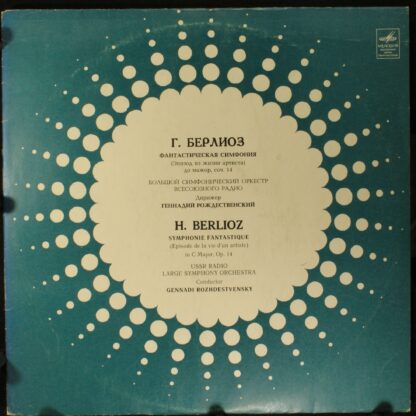 МЕЛОДИЯ
Г. БЕРЛИОЗ
ФАНТАСТИЧЕСКАЯ СИМФОНИЯ
(Эпизод из жизни артиста)
до мажор, соч. 14
БОЛЬШОЙ СИМФОНИЧЕСКИЙ ОРКЕСТР
ВСЕСОЮЗНОГО РАДИО
Дирижер
ГЕННАДИЙ РОЖДЕСТВЕНСКИЙ
H. BERLIOZ
SYMPHONIE FANTASTIQUE
(Episode de la vie d'un artiste)
in C Major, Op. 14
USSR RADIO
LARGE SYMPHONY ORCHESTRA
Conductor
GENNADI ROZHDESTVENSKY